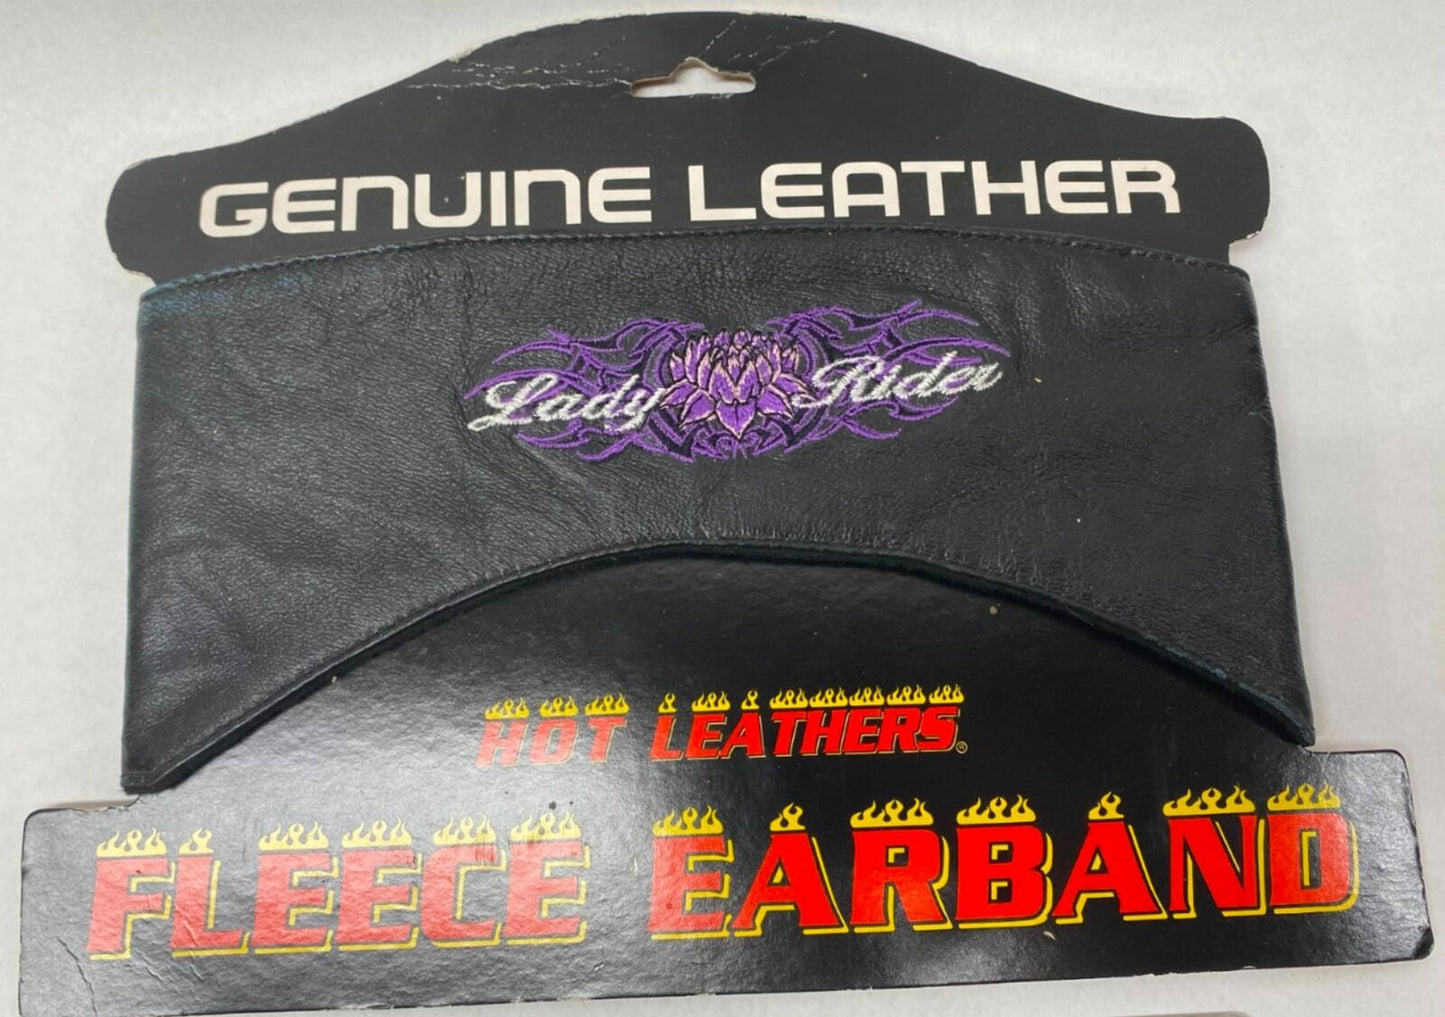 GENUINE LEATHER
Lady Rider
HOT LEATHERS®
FLEECE EARBAND